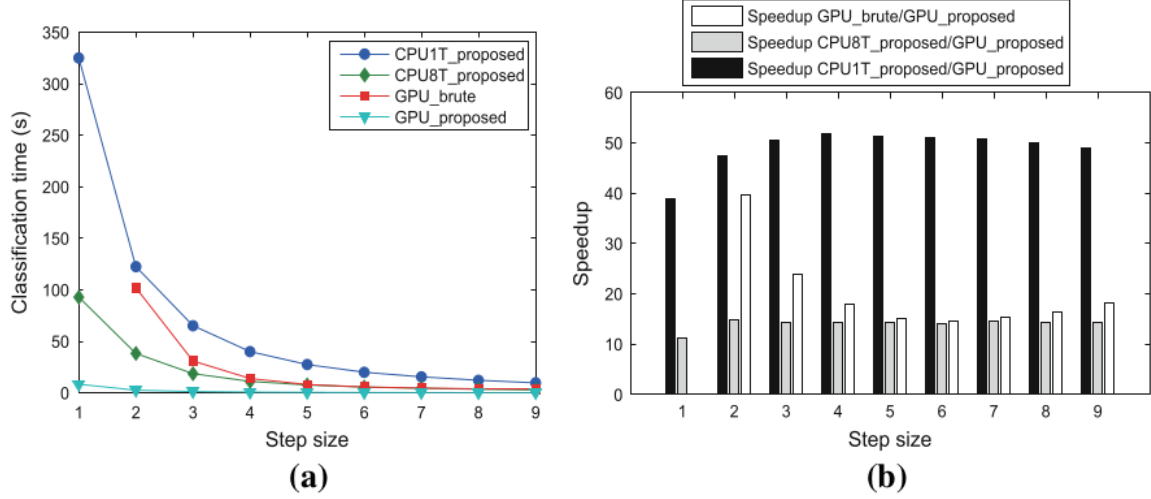 350
300
250
200
150
100
50
0
1 2 3 4 5 6 7 8 9
Classification time (s)
Step size
CPU1T_proposed
CPU8T_proposed
GPU_brute
GPU_proposed
(a)
Speedup GPU_brute/GPU_proposed
Speedup CPU8T_proposed/GPU_proposed
Speedup CPU1T_proposed/GPU_proposed
60
50
40
30
20
10
0
1 2 3 4 5 6 7 8 9
Speedup
Step size
(b)